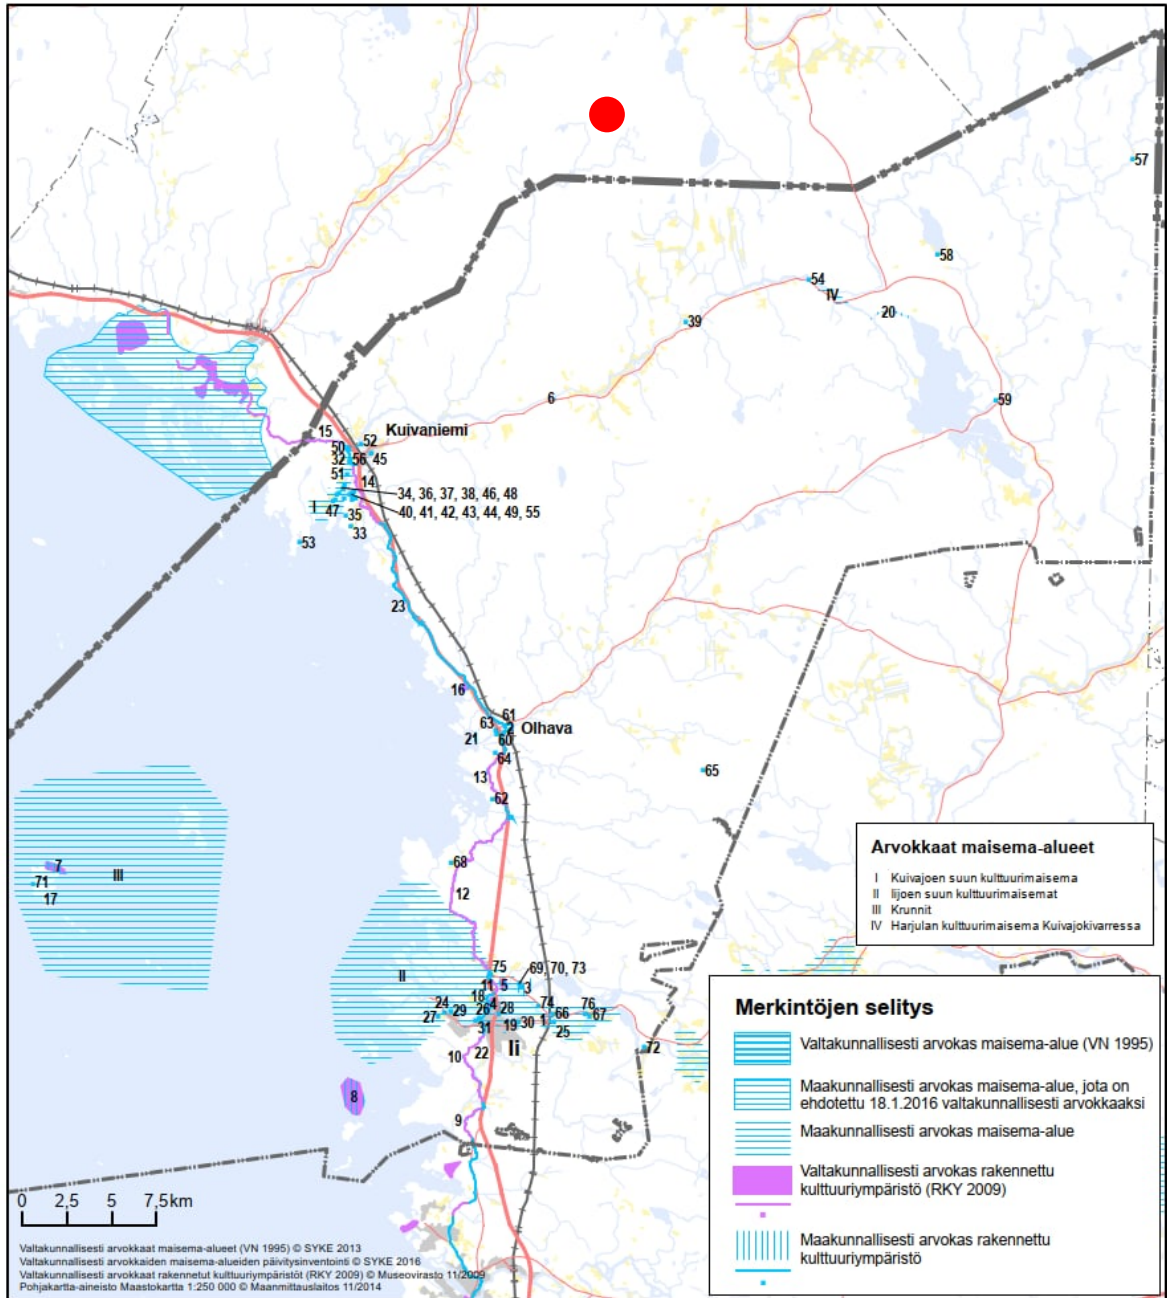 57
58
54
IV
20
39
59
6
Kuivaniemi
15
52
50
32
56
45
51
14
34, 36, 37, 38, 46, 48
I
47
40, 41, 42, 43, 44, 49, 55
35
33
53
23
16
61
63
2
Olhava
21
60
64
13
65
62
68
7
71
17
III
12
Arvokkaat maisema-alueet
I Kuivajoen suun kulttuurimaisema
II Iijoen suun kulttuurimaisemat
III Krunnit
IV Harjulan kulttuurimaisema Kuivajokivarressa
75
69, 70, 73
II
11
5
3
18
4
24
29
26
28
74
76
27
66
67
31
19
30
1
25
10
22
Ii
72
8
9
Merkintöjen selitys
Valtakunnallisesti arvokas maisema-alue (VN 1995)
Maakunnallisesti arvokas maisema-alue, jota on
ehdotettu 18.1.2016 valtakunnallisesti arvokkaaksi
Maakunnallisesti arvokas maisema-alue
Valtakunnallisesti arvokas rakennettu
kulttuuriympäristö (RKY 2009)
Maakunnallisesti arvokas rakennettu
kulttuuriympäristö
0 2,5 5 7,5 km
Valtakunnallisesti arvokkaat maisema-alueet (VN 1995) © SYKE 2013
Valtakunnallisesti arvokkaiden maisema-alueiden päivitysinventointi © SYKE 2016
Valtakunnallisesti arvokkaat rakennetut kulttuuriympäristöt (RKY 2009) © Museovirasto 11/2009
Pohjakartta-aineisto Maastokartta 1:250 000 © Maanmittauslaitos 11/2014